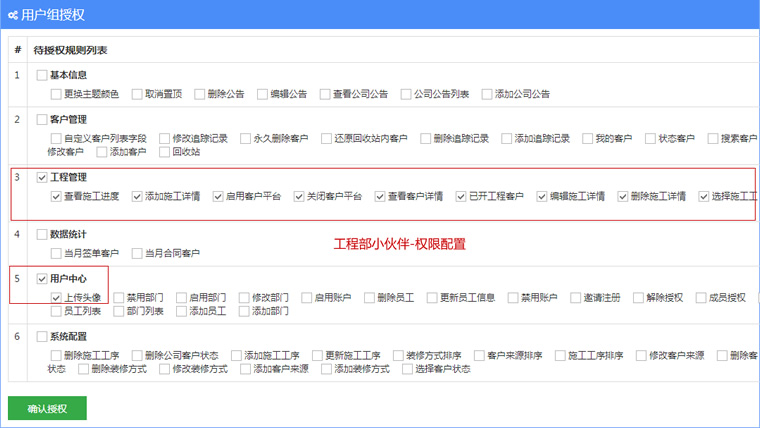 用户组授权
# 待授权规则列表
1 基本信息
更换主题颜色 取消置顶 删除公告 编辑公告 查看公司公告 公司公告列表 添加公司公告
2 客户管理
自定义客户列表字段 修改追踪记录 永久删除客户 还原回收站内客户 删除追踪记录 添加追踪记录 我的客户 状态客户 搜索客户
修改客户 添加客户 回收站
3 工程管理
查看施工进度 添加施工详情 启用客户平台 关闭客户平台 查看客户详情 已开工程客户 编辑施工详情 删除施工详情 选择施工工
4 数据统计
工程部小伙伴-权限配置
当月签单客户 当月合同客户
5 用户中心
上传头像 禁用部门 启用部门 修改部门 启用账户 删除员工 更新员工信息 禁用账户 邀请注册 解除授权 成员授权
员工列表 部门列表 添加员工 添加部门
6 系统配置
删除施工工序 删除公司客户状态 添加施工工序 更新施工工序 装修方式排序 客户来源排序 施工工序排序 修改客户来源 删除客
状态 删除装修方式 修改装修方式 添加客户来源 添加装修方式 选择客户状态
确认授权